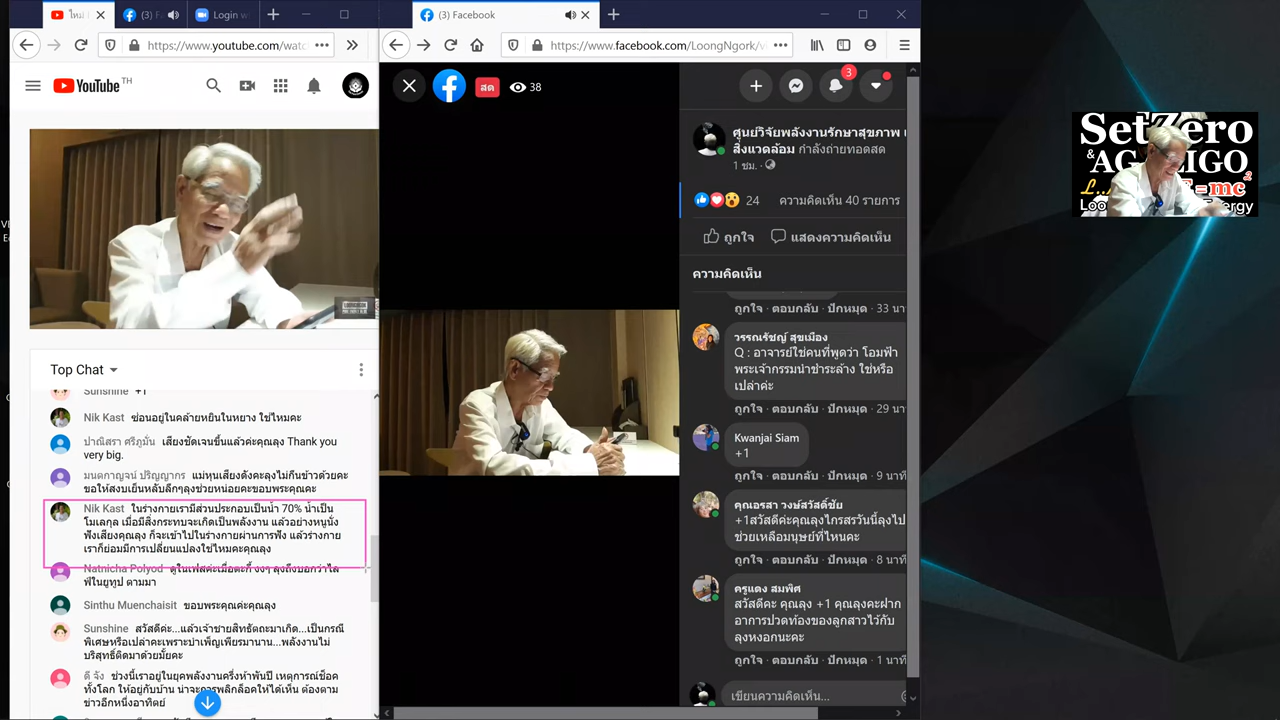 ใหม่
(3) F
Login w
https://www.youtube.com/watc
YouTube TH
Top Chat
Sunshine +1
Nik Kast ซ่อนอยู่ในคล้ายหยินในหยาง ใช่ไหมคะ
ปาณิสรา ศรีภูมั่น เสียงชัดเจนขึ้นแล้วค่ะคุณลุง Thank you
very big.
มนตกาญจน์ ปริญญากร แม่หุนเสียงดังคะลุงไม่กินข้าวด้วยคะ
ขอให้สงบเย็นหลับลึกๆลุงช่วยหน่อยคะขอบพระคุณคะ
Nik Kast ในร่างกายเรามีส่วนประกอบเป็นน้ำ 70% น้ำเป็น
โมเลกุล เมื่อมีสิ่งกระทบจะเกิดเป็นพลังงาน แล้วอย่างหนูนั่ง
ฟังเสียงคุณลุง ก็จะเข้าไปในร่างกายผ่านการฟัง แล้วร่างกาย
เราก็ย่อมมีการเปลี่ยนแปลงใช่ไหมคะคุณลุง
Natnicha Polyod ดูในเฟสค่ะเมื่อตะกี้ งงๆ ลุงถึงบอกว่าไล
ฟ์ในยูทูป ตามมา
Sinthu Muenchaisit ขอบพระคุณค่ะคุณลุง
Sunshine สวัสดีค่ะ...แล้วเจ้าชายสิทธัตถะมาเกิด...เป็นกรณี
พิเศษหรือเปล่าคะเพราะบำเพ็ญเพียรมานาน...พลังงานไม่
บริสุทธิ์ติดมาด้วยมั้ยคะ
ดี จัง ช่วงนี้เราอยู่ในยุคพลังงานครึ่งห้าพันปี เหตุการณ์ช็อค
ทั้งโลก ให้อยู่กับบ้าน น่าจะการพลิกล็อคให้ได้เห็น ต้องตาม
ข่าวอีกหนึ่งอาทิตย์
(3) Facebook
https://www.facebook.com/LoongNgork/v
สด
38
3
ศูนย์วิจัยพลังงานรักษาสุขภาพ
สิ่งแวดล้อม กำลังถ่ายทอดสด
1 ชม.
24 ความคิดเห็น 40 รายการ
ถูกใจ แสดงความคิดเห็น
ความคิดเห็น
ถูกใจ · ตอบกลับ · ปักหมุด · 33 นา
วรรณรัชญ์ สุขเมือง
Q : อาจารย์ใช่คนที่พูดว่า โอมฟ้า
พระเจ้ากรรมนำชำระล้าง ใช่หรือ
เปล่าค่ะ
ถูกใจ · ตอบกลับ · ปักหมุด · 29 นา
Kwanjai Siam
+1
ถูกใจ · ตอบกลับ · ปักหมุด · 9 นาที
คุณอรสา วงษ์สวัสดิ์ชัย
+1สวัสดีค่ะคุณลุงไกรสรวันนี้ลุงไป
ช่วยเหลือมนุษย์ที่ไหนคะ
ถูกใจ · ตอบกลับ · ปักหมุด · 8 นาที
ครูแดง สมพิศ
สวัสดีคะ คุณลุง +1 คุณลุงคะฝาก
อาการปวดท้องของลูกสาวไว้กับ
ลุงหงอกนะคะ
ถูกใจ · ตอบกลับ · ปักหมุด · 1 นาที
เขียนความคิดเห็น...
SetZero